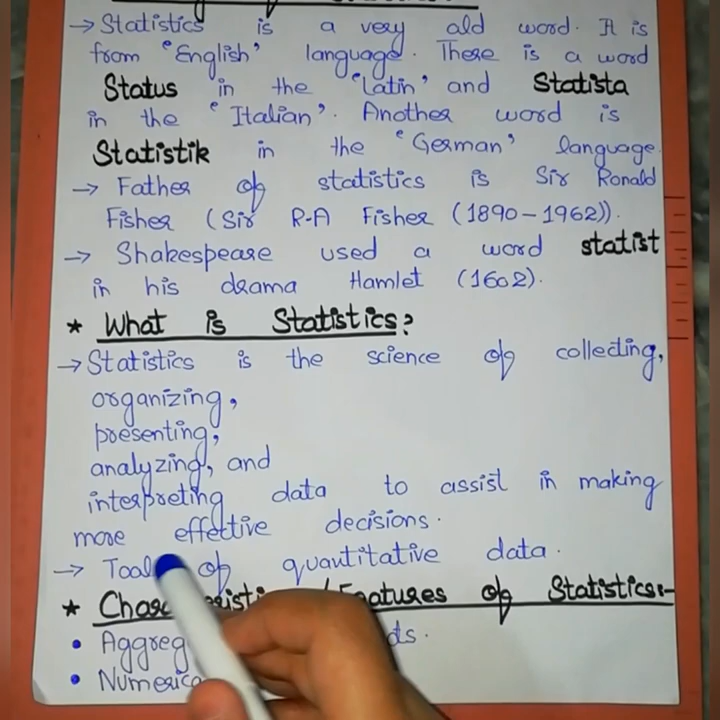 → Statistics is a very old word. It is
from "English" language. There is a word
Status in the "Latin" and Statista
in the "Italian". Another word is
Statistik in the "German" language.
→ Father of statistics is Sir Ronald
Fisher (Sir R-A Fisher (1890-1962)).
→ Shakespeare used a word statist
in his drama Hamlet (1602).
* What is Statistics?
→ Statistics is the science of collecting,
organizing,
presenting,
analyzing, and
interpreting data to assist in making
more effective decisions.
→ Tool of quantitative data.
* Features of Statistics:-
• Aggreg
• Numerica